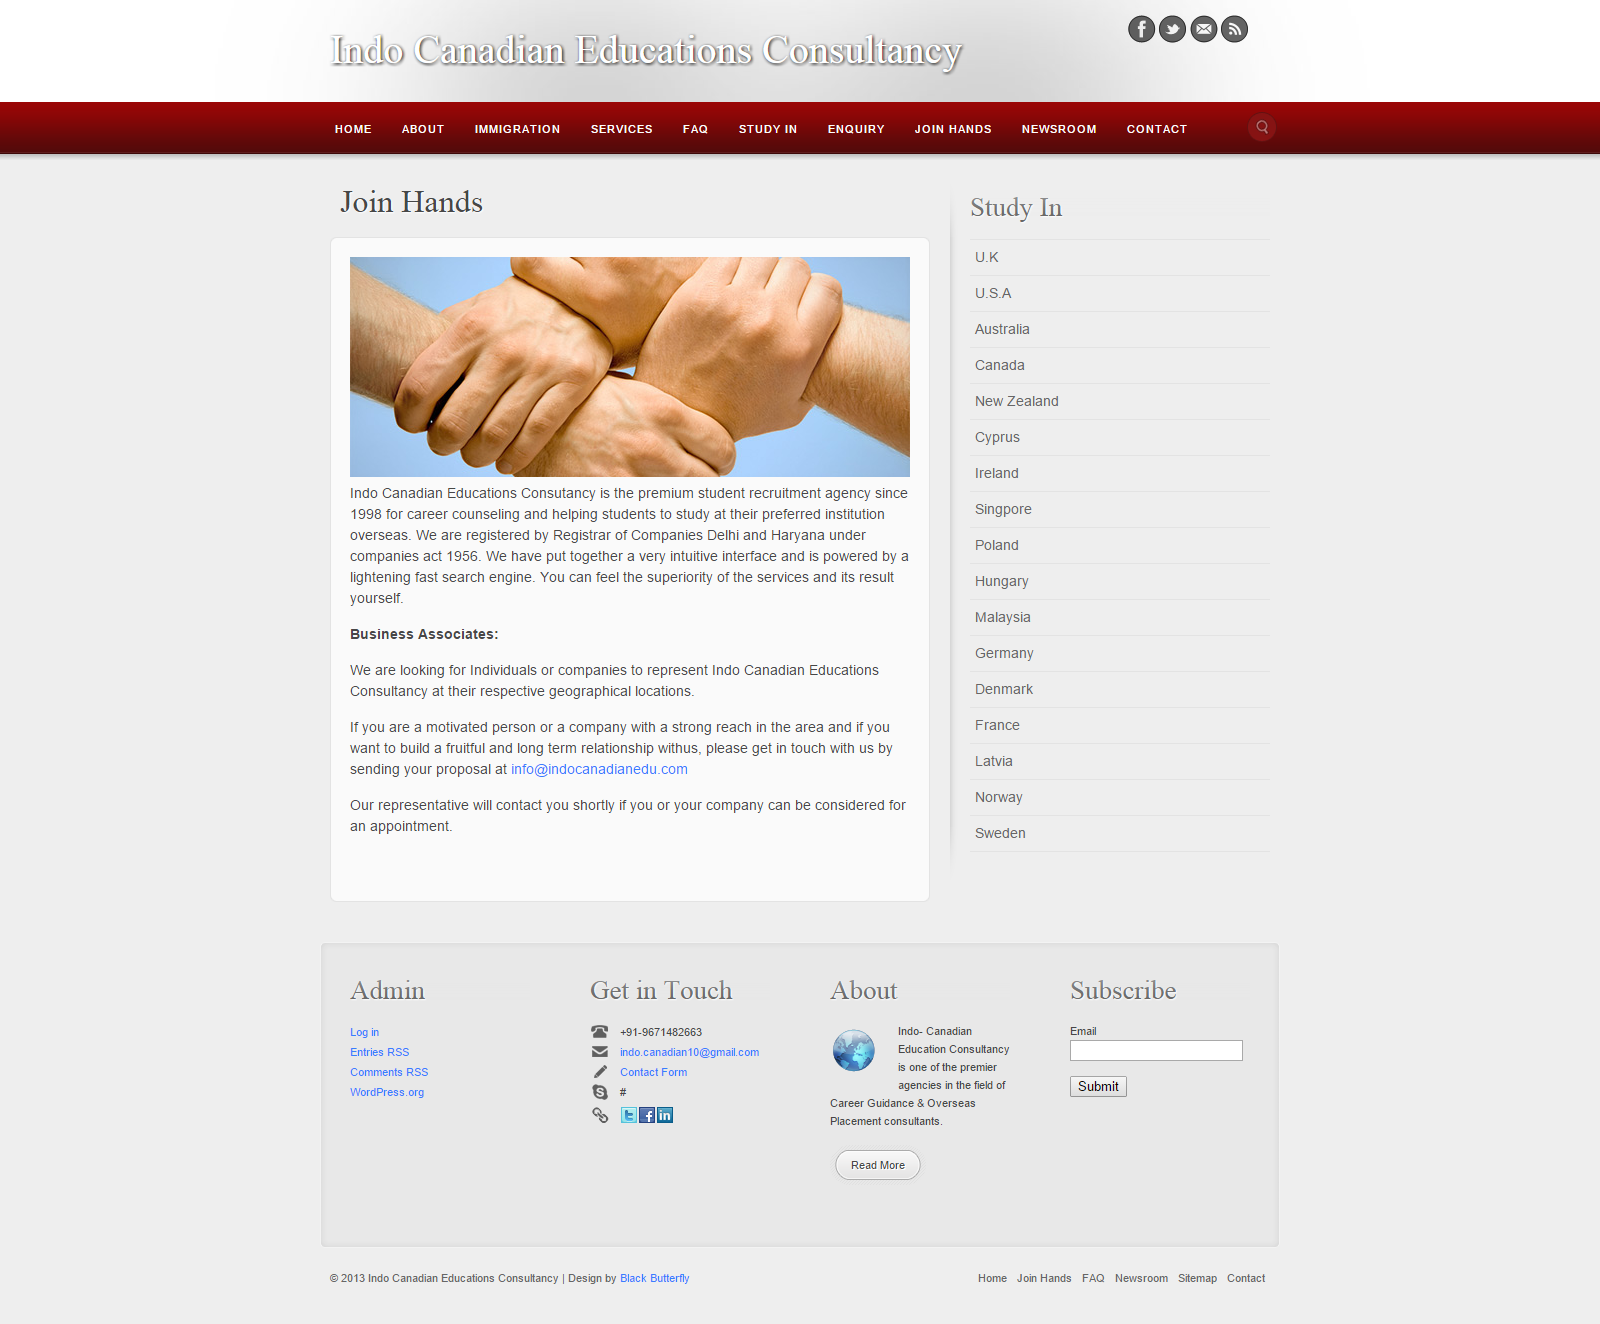 Indo Canadian Educations Consultancy
HOME ABOUT IMMIGRATION SERVICES FAQ STUDY IN ENQUIRY JOIN HANDS NEWSROOM CONTACT
Join Hands
Indo Canadian Educations Consutancy is the premium student recruitment agency since
1998 for career counseling and helping students to study at their preferred institution
overseas. We are registered by Registrar of Companies Delhi and Haryana under
companies act 1956. We have put together a very intuitive interface and is powered by a
lightening fast search engine. You can feel the superiority of the services and its result
yourself.
Business Associates:
We are looking for Individuals or companies to represent Indo Canadian Educations
Consultancy at their respective geographical locations.
If you are a motivated person or a company with a strong reach in the area and if you
want to build a fruitful and long term relationship withus, please get in touch with us by
sending your proposal at info@indocanadianedu.com
Our representative will contact you shortly if you or your company can be considered for
an appointment.
Study In
U.K
U.S.A
Australia
Canada
New Zealand
Cyprus
Ireland
Singpore
Poland
Hungary
Malaysia
Germany
Denmark
France
Latvia
Norway
Sweden
Admin
Log in
Entries RSS
Comments RSS
WordPress.org
Get in Touch
+91-9671482663
indo.canadian10@gmail.com
Contact Form
#
About
Indo- Canadian
Education Consultancy
is one of the premier
agencies in the field of
Career Guidance & Overseas
Placement consultants.
Read More
Subscribe
Email
Submit
© 2013 Indo Canadian Educations Consultancy | Design by Black Butterfly
Home Join Hands FAQ Newsroom Sitemap Contact